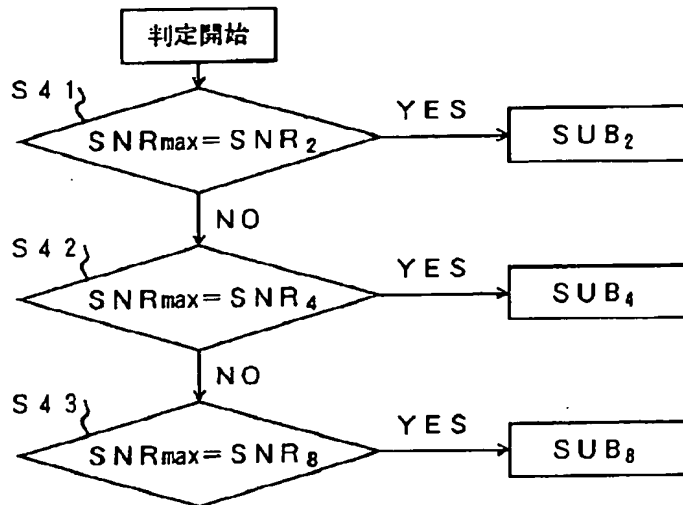 判定開始
S41
SNRmax=SNR₂
YES
SUB₂
NO
S42
SNRmax=SNR₄
YES
SUB₄
NO
S43
SNRmax=SNR₈
YES
SUB₈